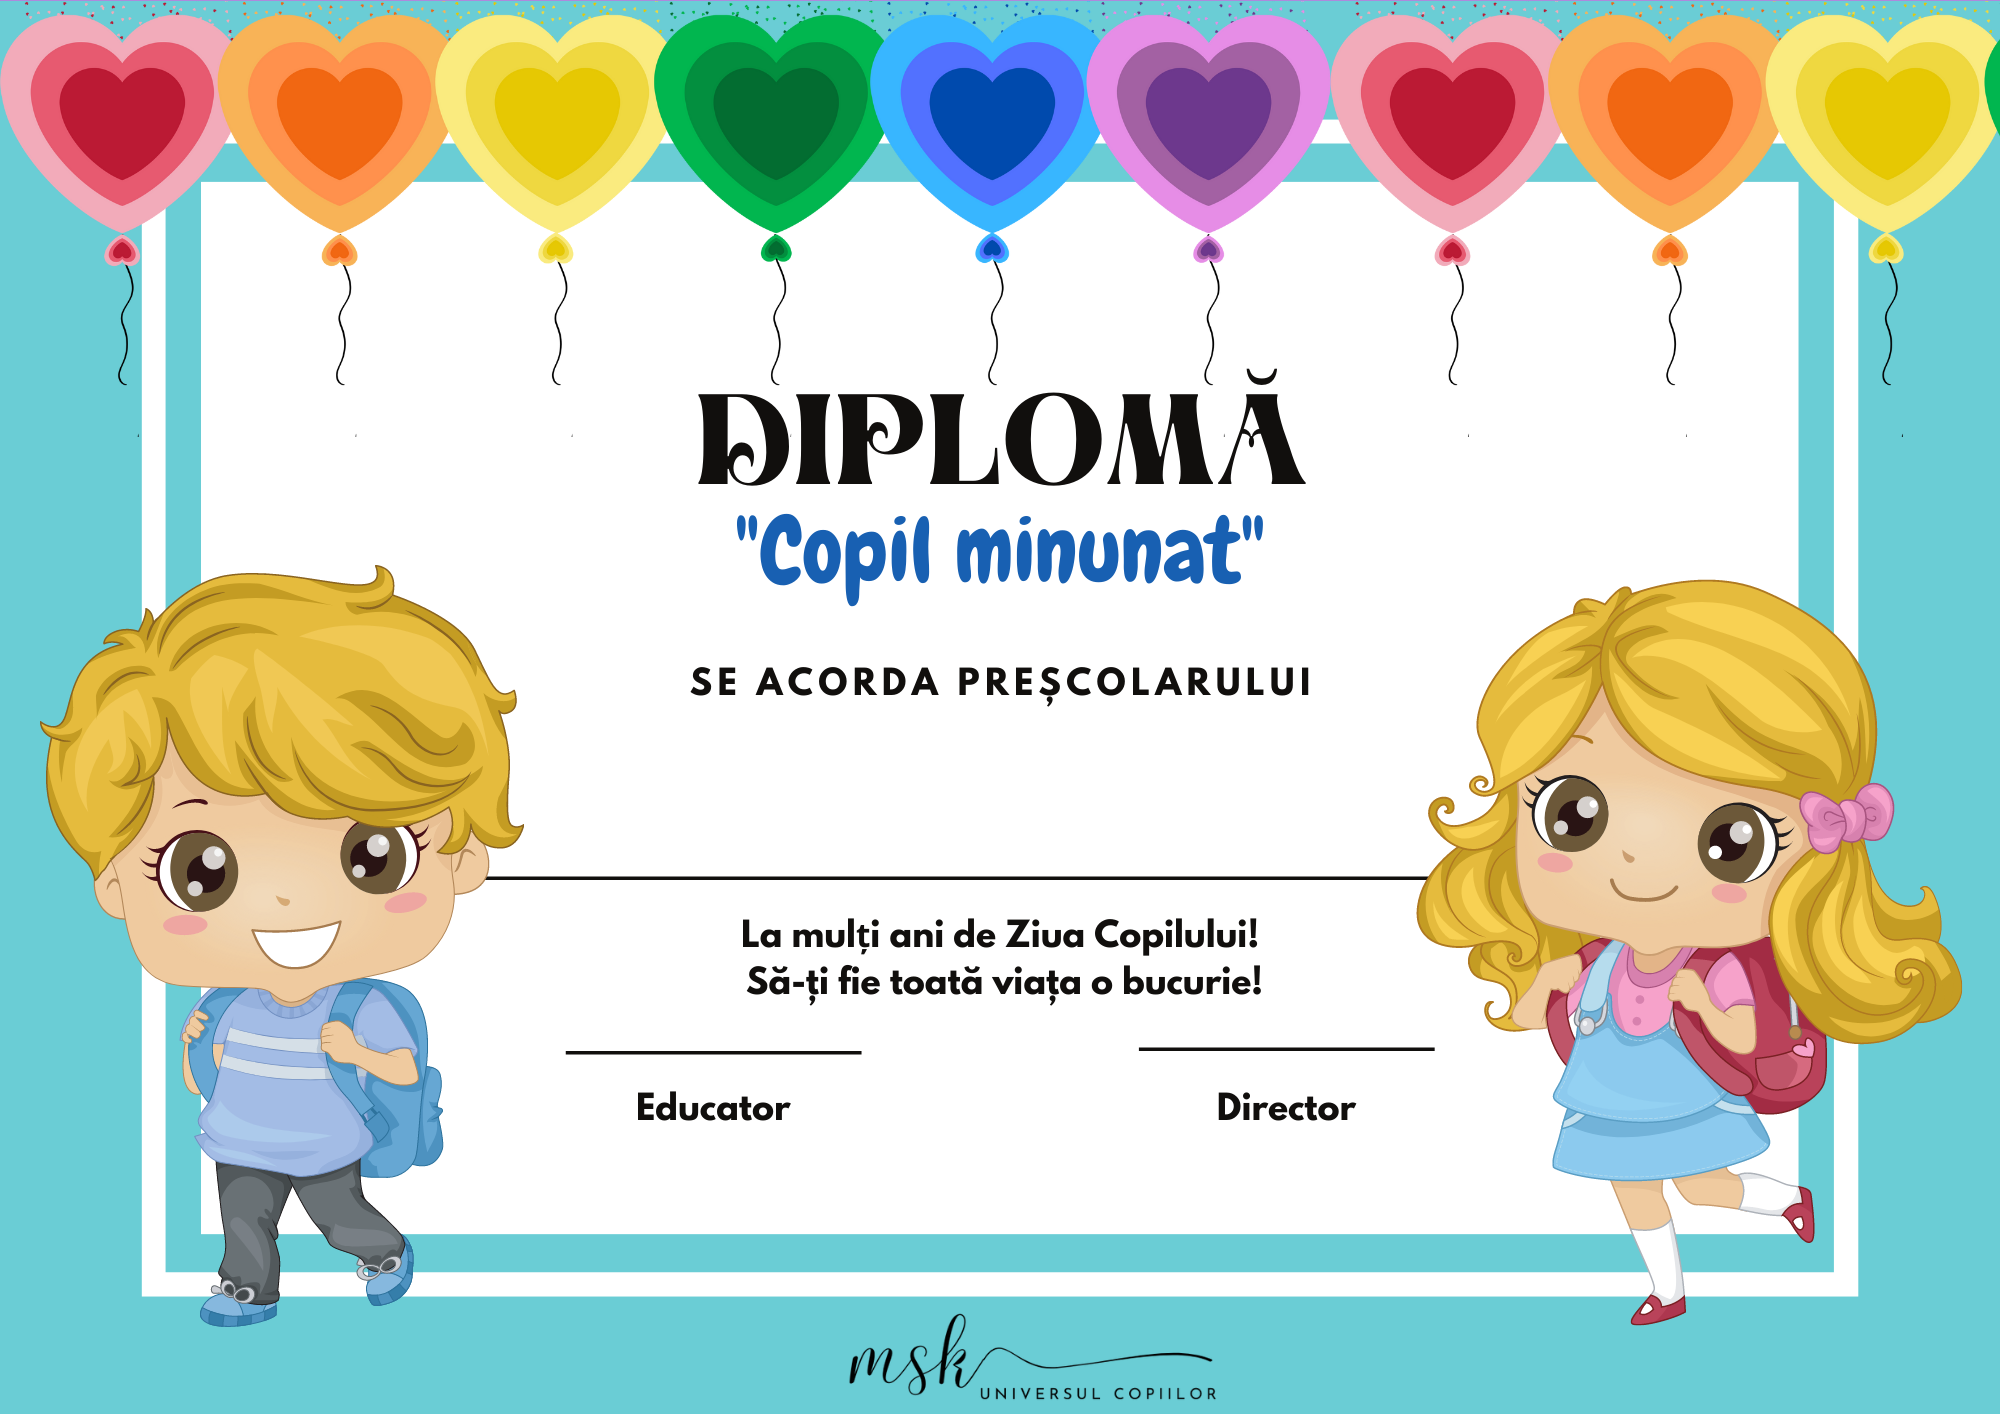 DIPLOMĂ
"Copil minunat"
SE ACORDA PREȘCOLARULUI
La mulți ani de Ziua Copilului!
Să-ți fie toată viața o bucurie!
Educator
Director
msk
UNIVERSUL COPIILOR